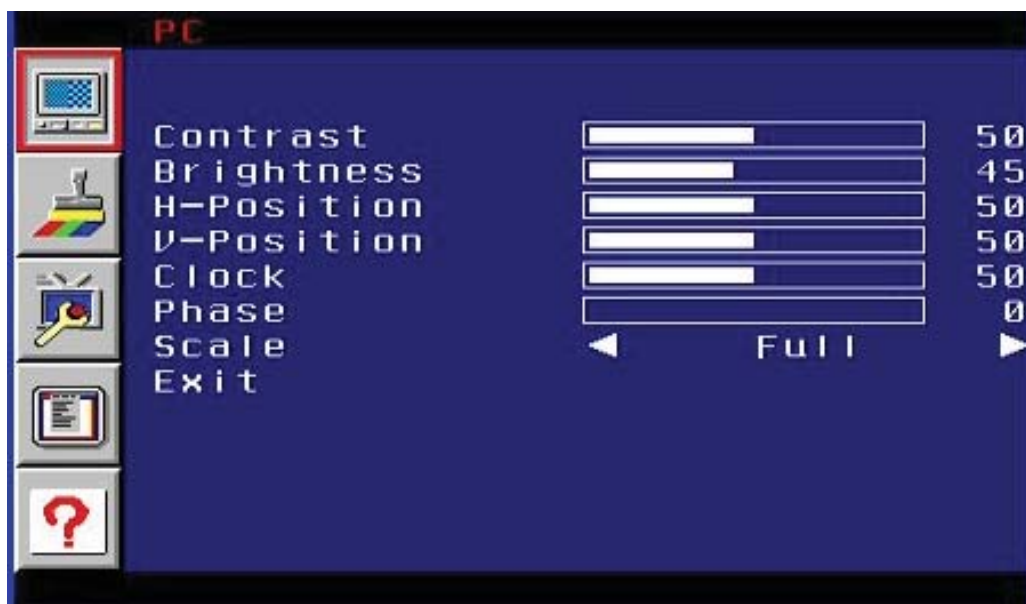 PC
Contrast 50
Brightness 45
H-Position 50
V-Position 50
Clock 50
Phase 0
Scale Full
Exit
?